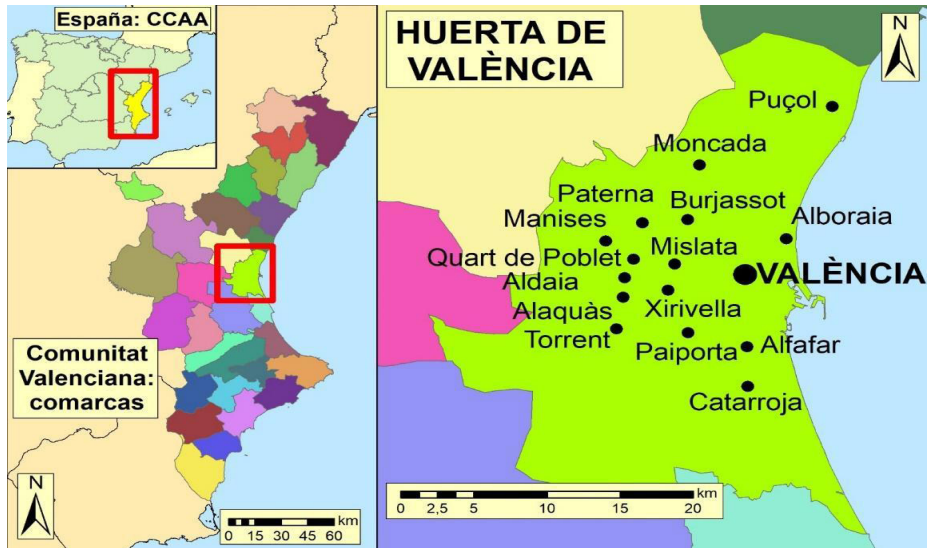 España: CCAA
Comunitat
Valenciana:
comarcas
N
km
0 15 30 45 60
HUERTA DE
VALÈNCIA
N
Puçol
Moncada
Paterna
Burjassot
Manises
Alboraia
Quart de Poblet
Mislata
VALÈNCIA
Aldaia
Alaquàs
Xirivella
Torrent
Paiporta
Alfafar
Catarroja
km
0 2,5 5 10 15 20